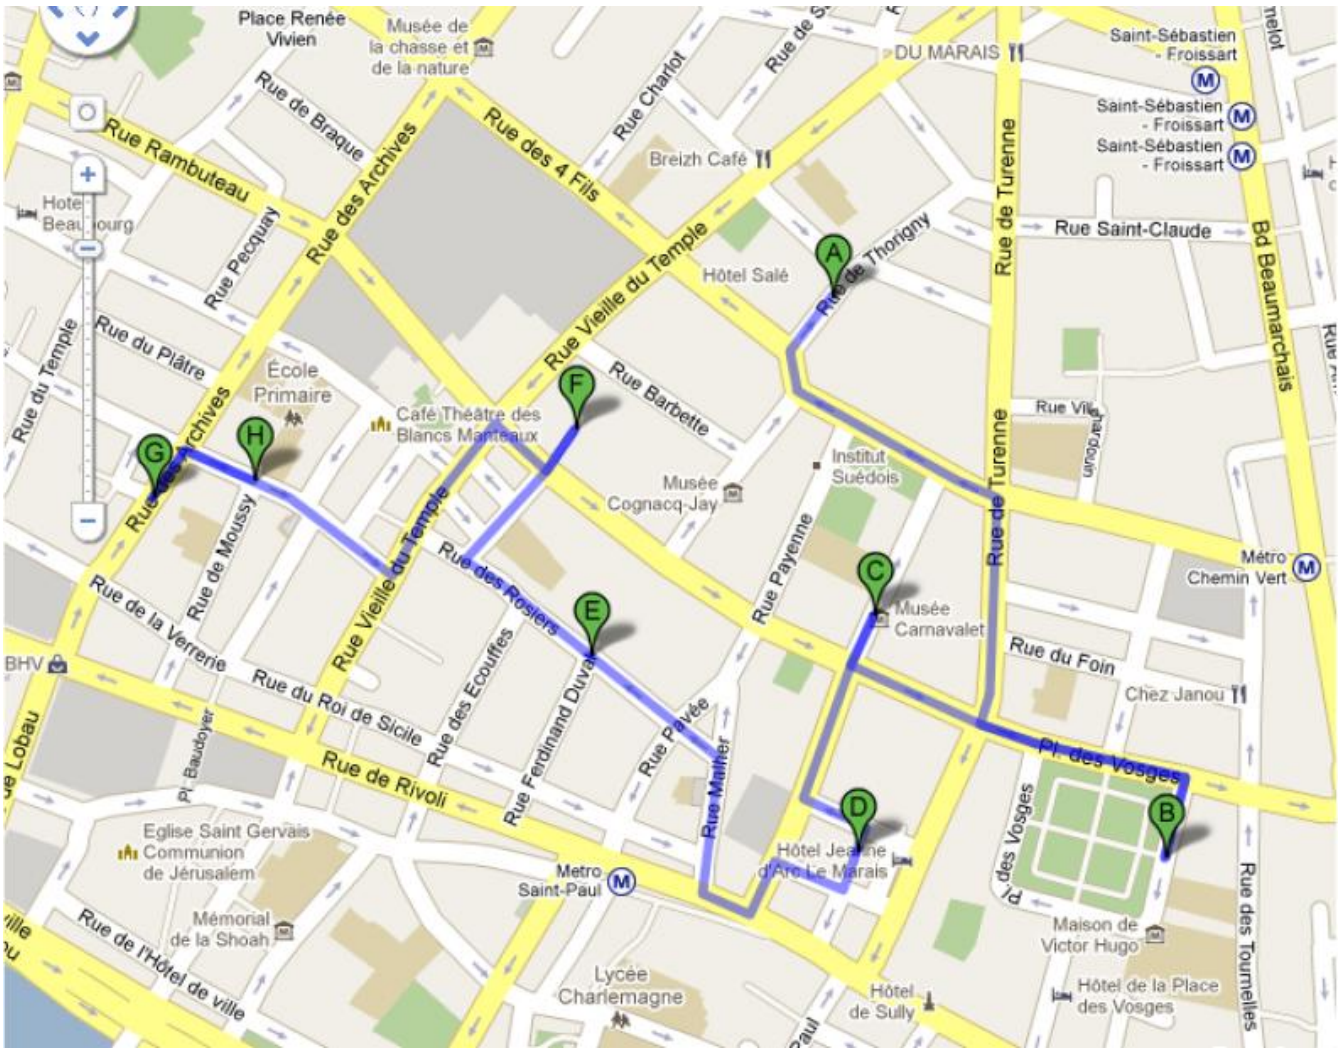 Place Renée
Vivien
Musée de
la chasse et
de la nature
DU MARAIS
Saint-Sébastien
- Froissart
M
Saint-Sébastien
- Froissart
M
Saint-Sébastien
- Froissart
M
Rue Charlot
Rue de Braque
Rue Rambuteau
Rue des Archives
Rue des 4 Fils
Breizh Café
Rue de Turenne
Rue Saint-Claude
Bd Beaumarchais
Rue Pecquay
Rue Vieille du Temple
Hôtel Salé
A
Rue de Thorigny
Rue du Temple
Rue du Plâtre
École
Primaire
F
Rue Barbette
Café Théâtre des
Blancs Manteaux
Institut
Suédois
Musée
Cognacq-Jay
G
H
Rue des Archives
Rue de Moussy
Rue Vieille du Temple
Rue des Rosiers
Rue Payenne
Rue de Turenne
C
Musée
Carnavalet
Métro
Chemin Vert
M
E
Rue de la Verrerie
BHV
Rue du Foin
Chez Janou
Rue du Roi de Sicile
Rue des Ecouffes
Rue Ferdinand Duval
Rue Pavée
Rue Malher
Pl. des Vosges
Pl. Baudoyer
Rue de Rivoli
Pl. des Vosges
B
D
Hôtel Jeanne
d'Arc Le Marais
Eglise Saint Gervais
Communion
de Jérusalem
Metro
Saint-Paul
M
Mémorial
de la Shoah
Rue de l'Hôtel de ville
Maison de
Victor Hugo
Rue des Tournelles
Lycée
Charlemagne
Hôtel
de Sully
Hôtel de la Place
des Vosges
Paul